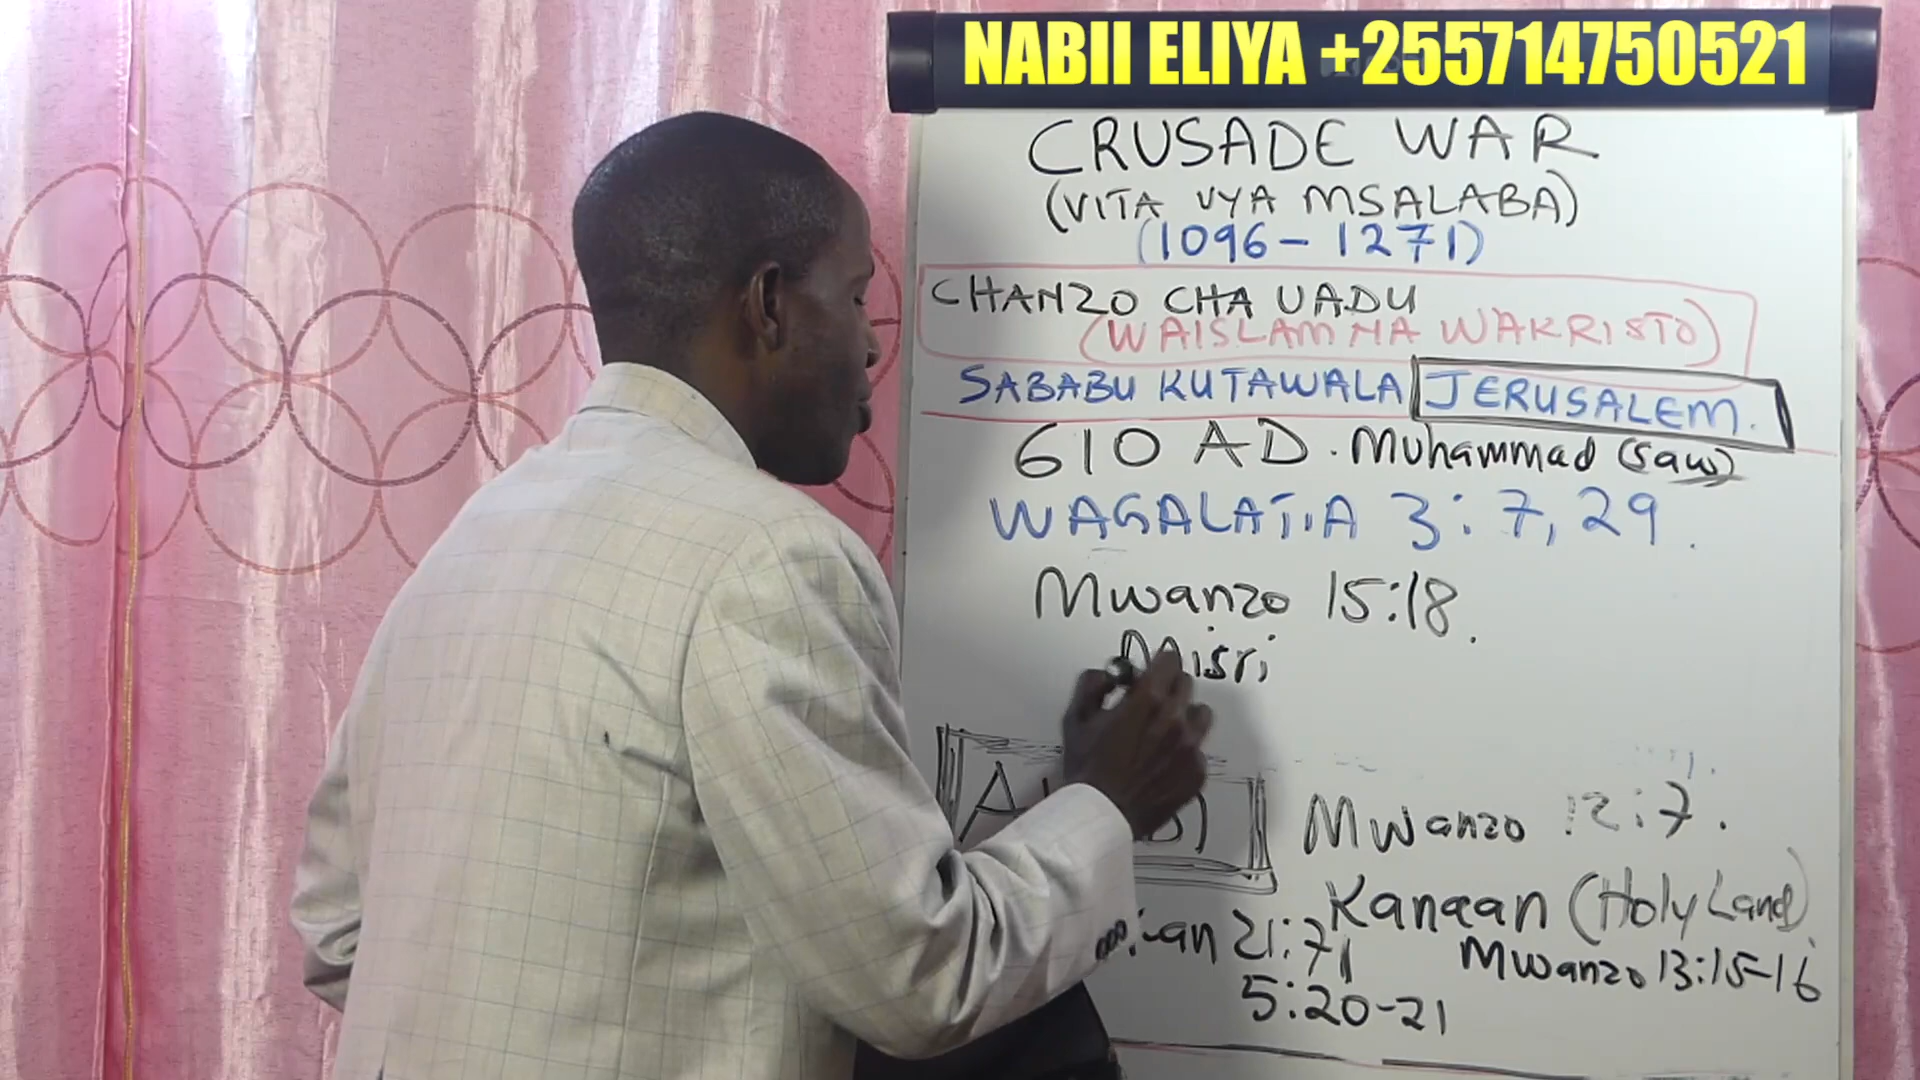 NABII ELIYA +255714750521
CRUSADE WAR
(VITA VYA MSALABA)
(1096 - 1271)
CHANZO CHA UADU
(WAISLAM NA WAKRISTO)
SABABU KUTAWALA JERUSALEM.
610 AD. Muhammad (saw)
WAGALATIA 3:7,29.
Mwanzo 15:18.
Misri
Mwanzo 12:7.
Kanaan (Holy Land)
21:71
Mwanzo 13:15-16
5:20-21